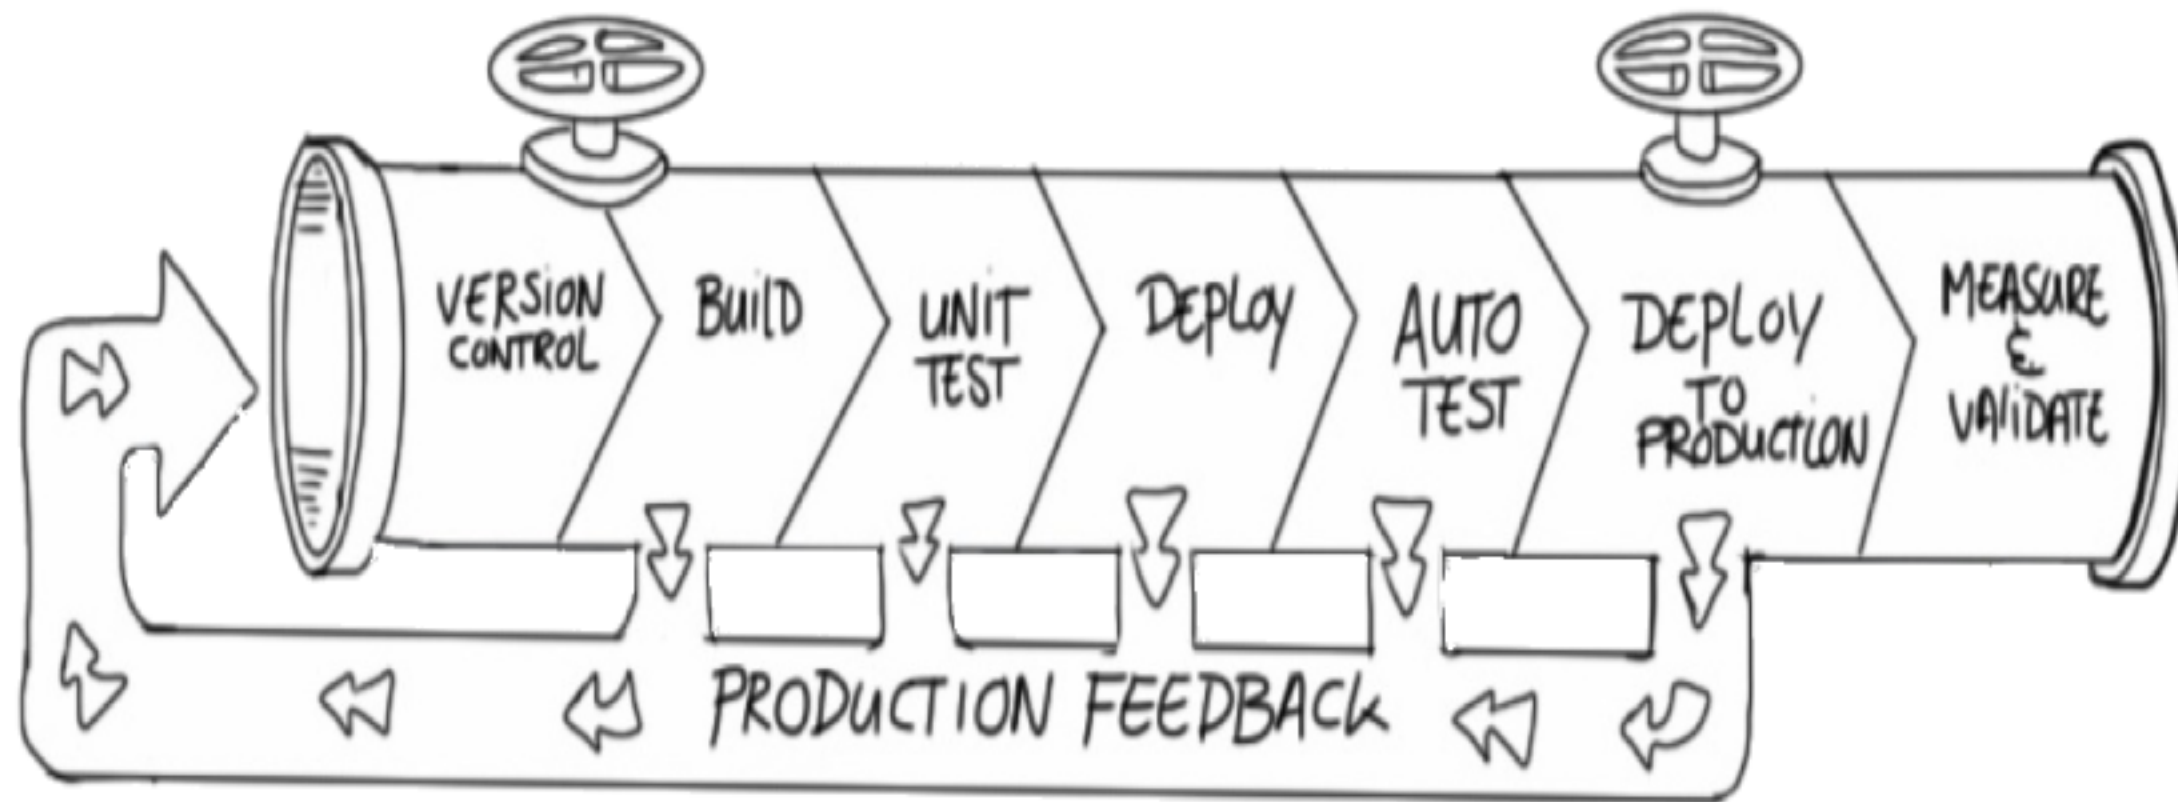 VERSION
CONTROL
BUILD
UNIT
TEST
DEPLOY
AUTO
TEST
DEPLOY
TO
PRODUCTION
MEASURE
&
VALIDATE
PRODUCTION FEEDBACK